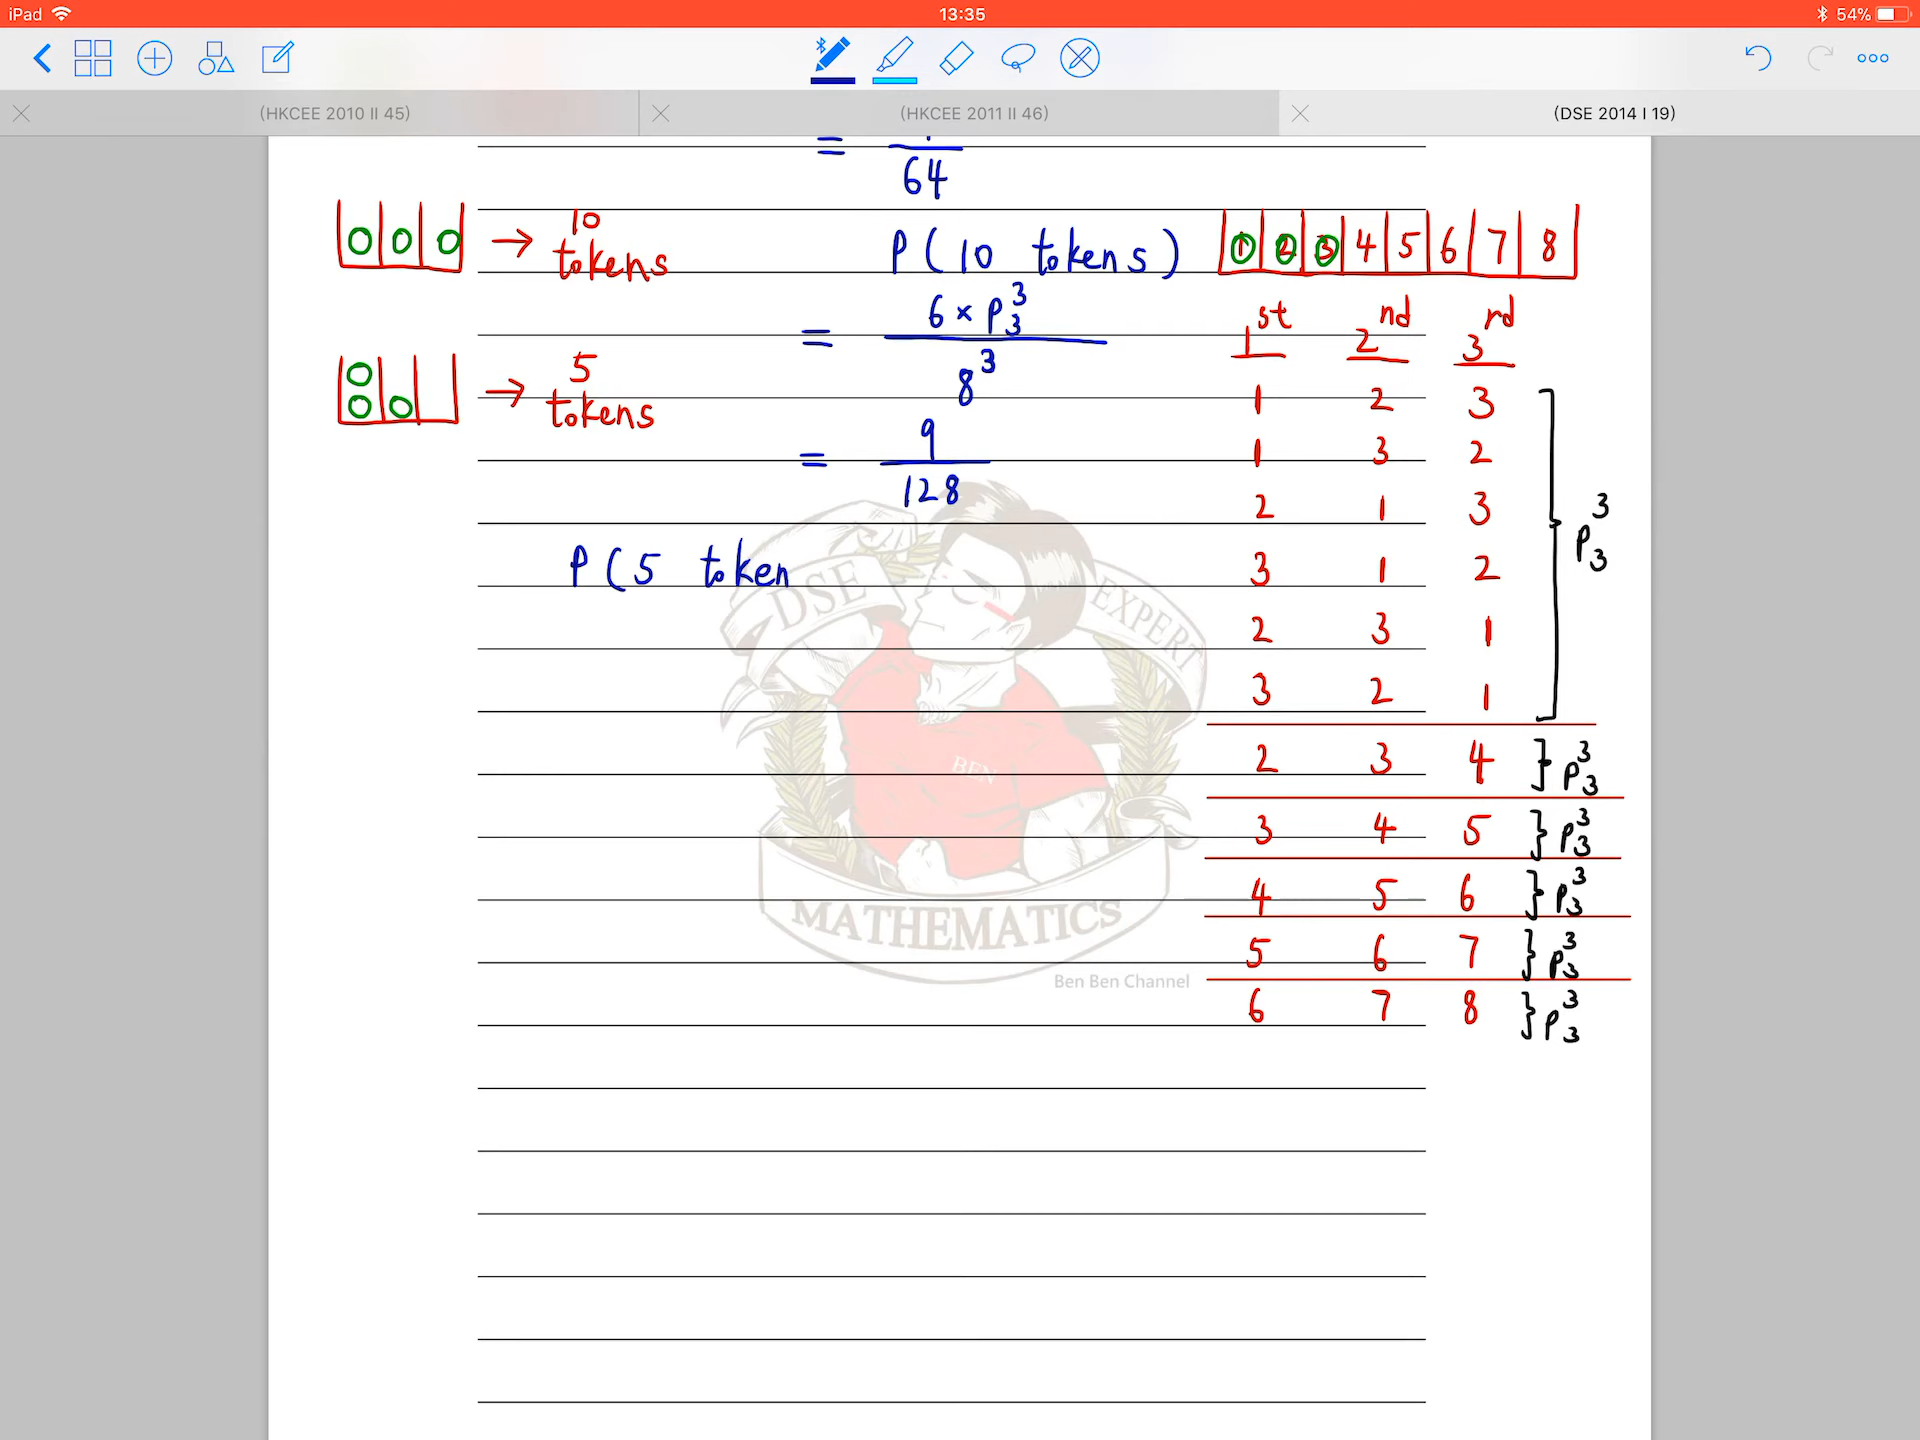 iPad 13:35 54%
(HKCEE 2010 II 45) (HKCEE 2011 II 46) (DSE 2014 I 19)
= /64
0 0 0 → 10 tokens
P(10 tokens)
1 2 3 4 5 6 7 8
= 6 × P³₃ / 8³
1st 2nd 3rd
0 0 0 → 5 tokens
1 2 3
= 9/128
1 3 2
2 1 3
P³₃
P(5 token
3 1 2
2 3 1
3 2 1
2 3 4 } P³₃
3 4 5 } P³₃
4 5 6 } P³₃
5 6 7 } P³₃
6 7 8 } P³₃
DSE EXPERT
BEN
MATHEMATICS
Ben Ben Channel